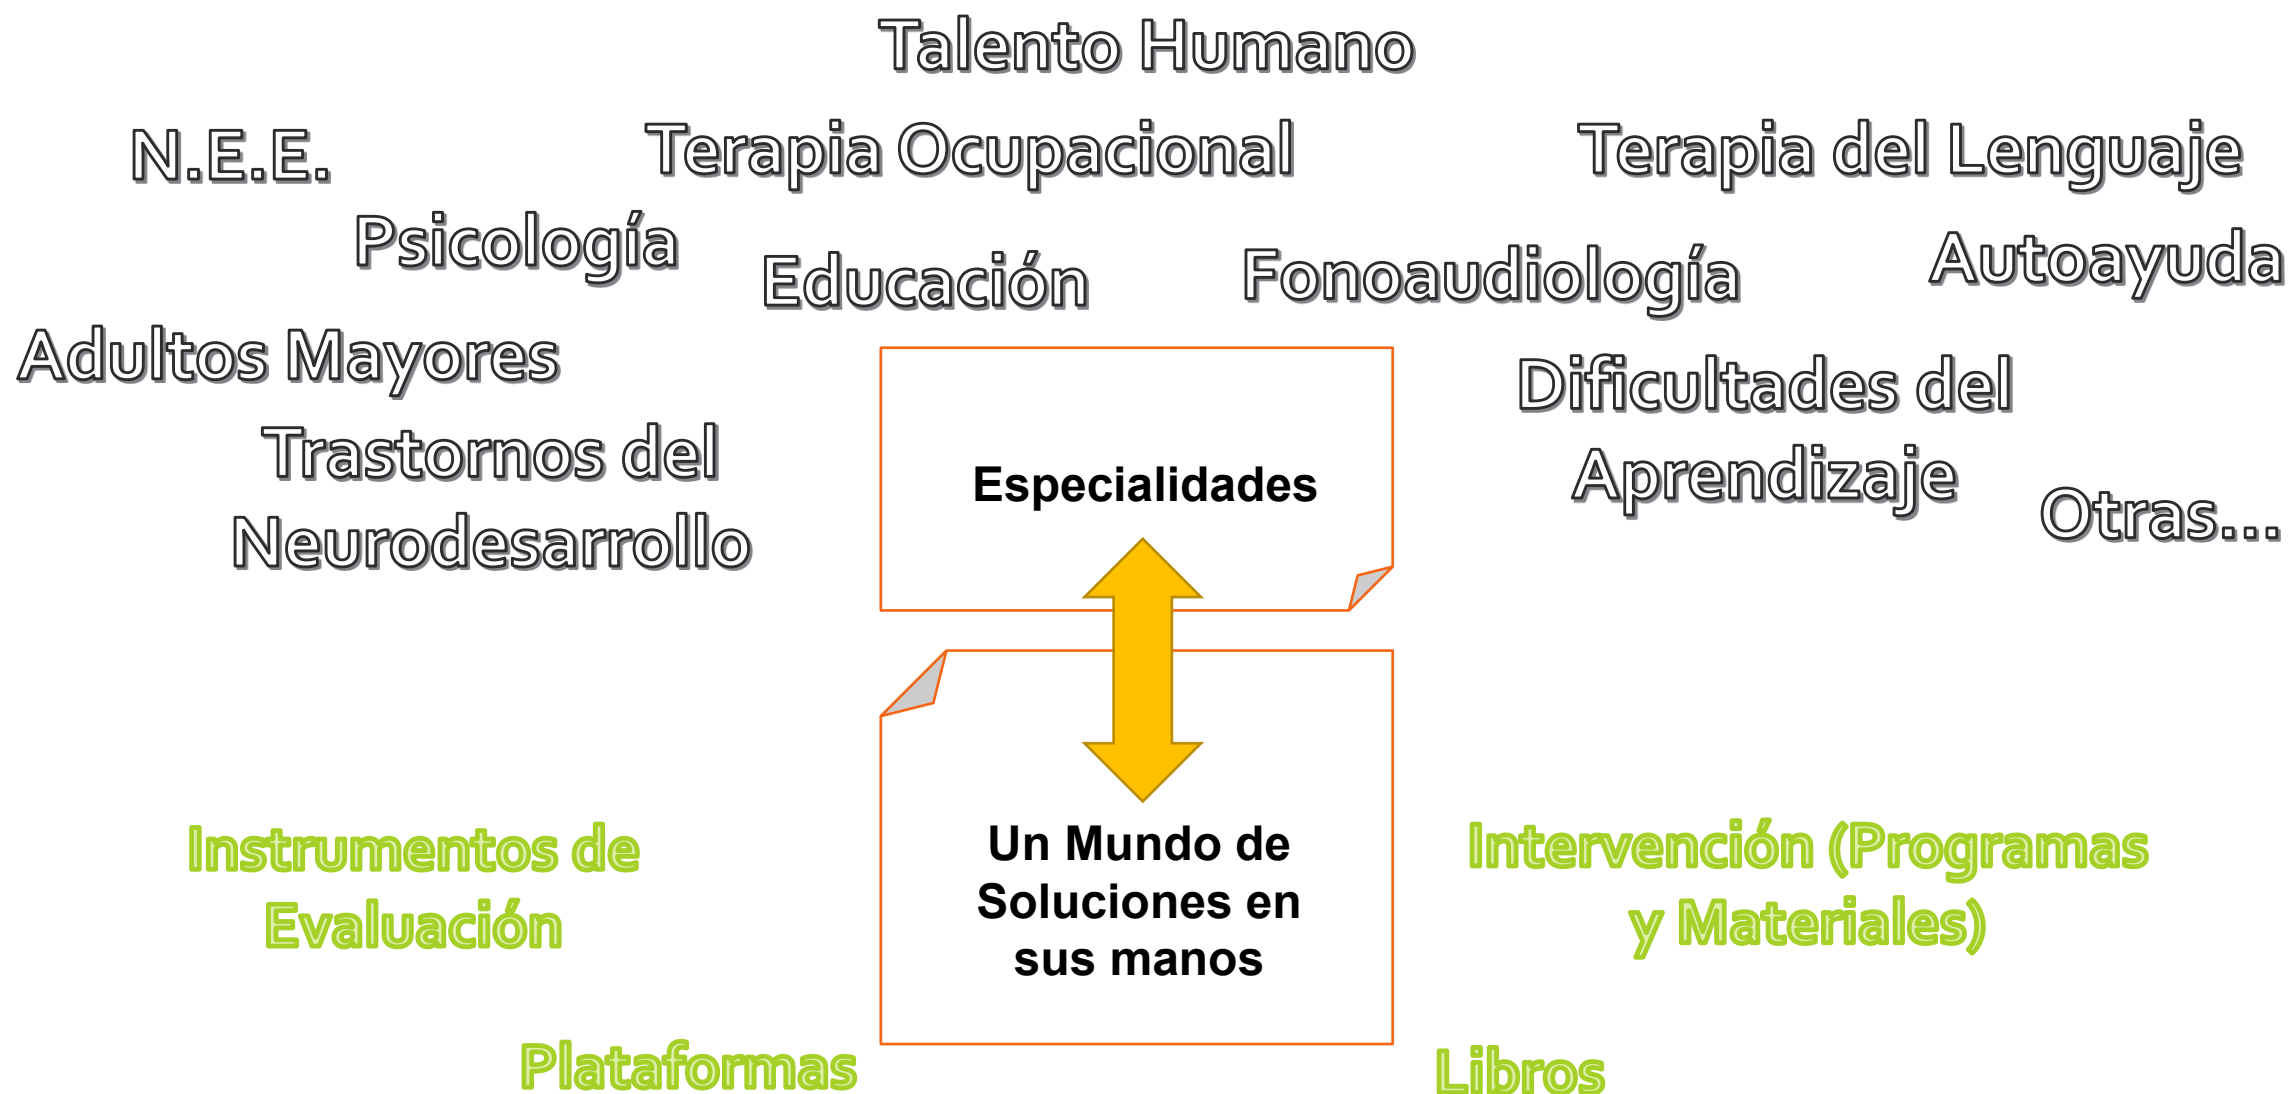 Talento Humano
N.E.E.
Terapia Ocupacional
Terapia del Lenguaje
Psicología
Educación
Fonoaudiología
Autoayuda
Adultos Mayores
Trastornos del
Neurodesarrollo
Especialidades
Dificultades del
Aprendizaje
Otras...
Instrumentos de
Evaluación
Un Mundo de
Soluciones en
sus manos
Intervención (Programas
y Materiales)
Plataformas
Libros